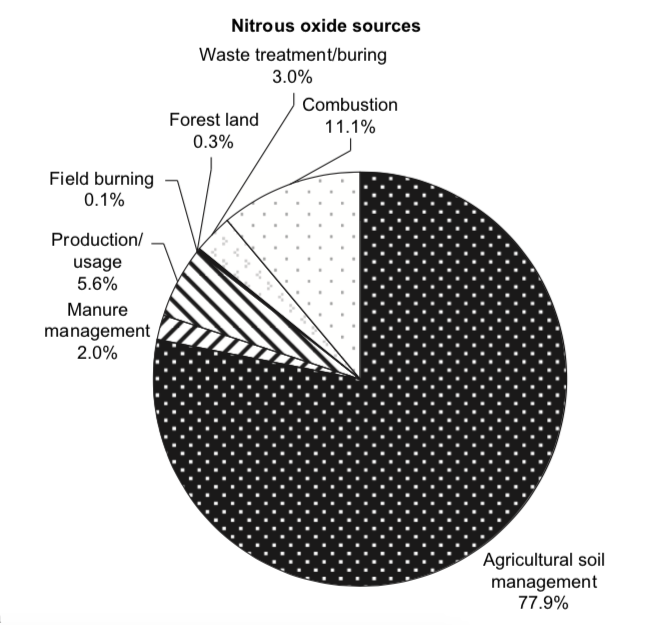 Nitrous oxide sources
Waste treatment/buring
3.0%
Combustion
11.1%
Forest land
0.3%
Field burning
0.1%
Production/
usage
5.6%
Manure
management
2.0%
Agricultural soil
management
77.9%